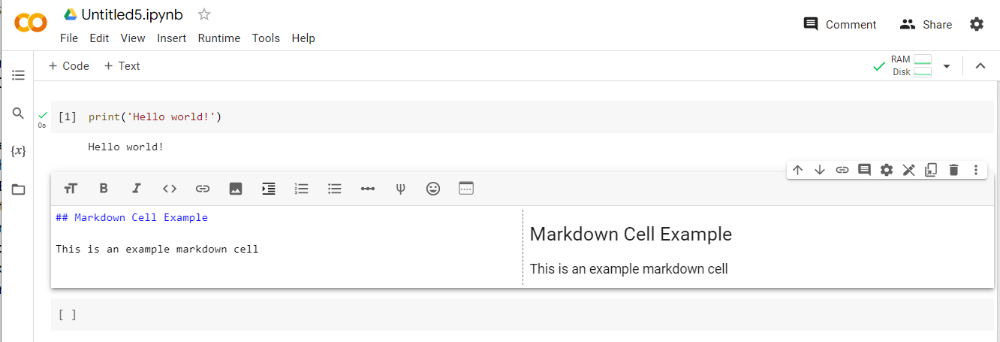 Untitled5.ipynb
File Edit View Insert Runtime Tools Help
Comment Share
+ Code + Text
RAM
Disk
{x}
[1] print('Hello world!')
0s
Hello world!
## Markdown Cell Example
This is an example markdown cell
Markdown Cell Example
This is an example markdown cell
[ ]